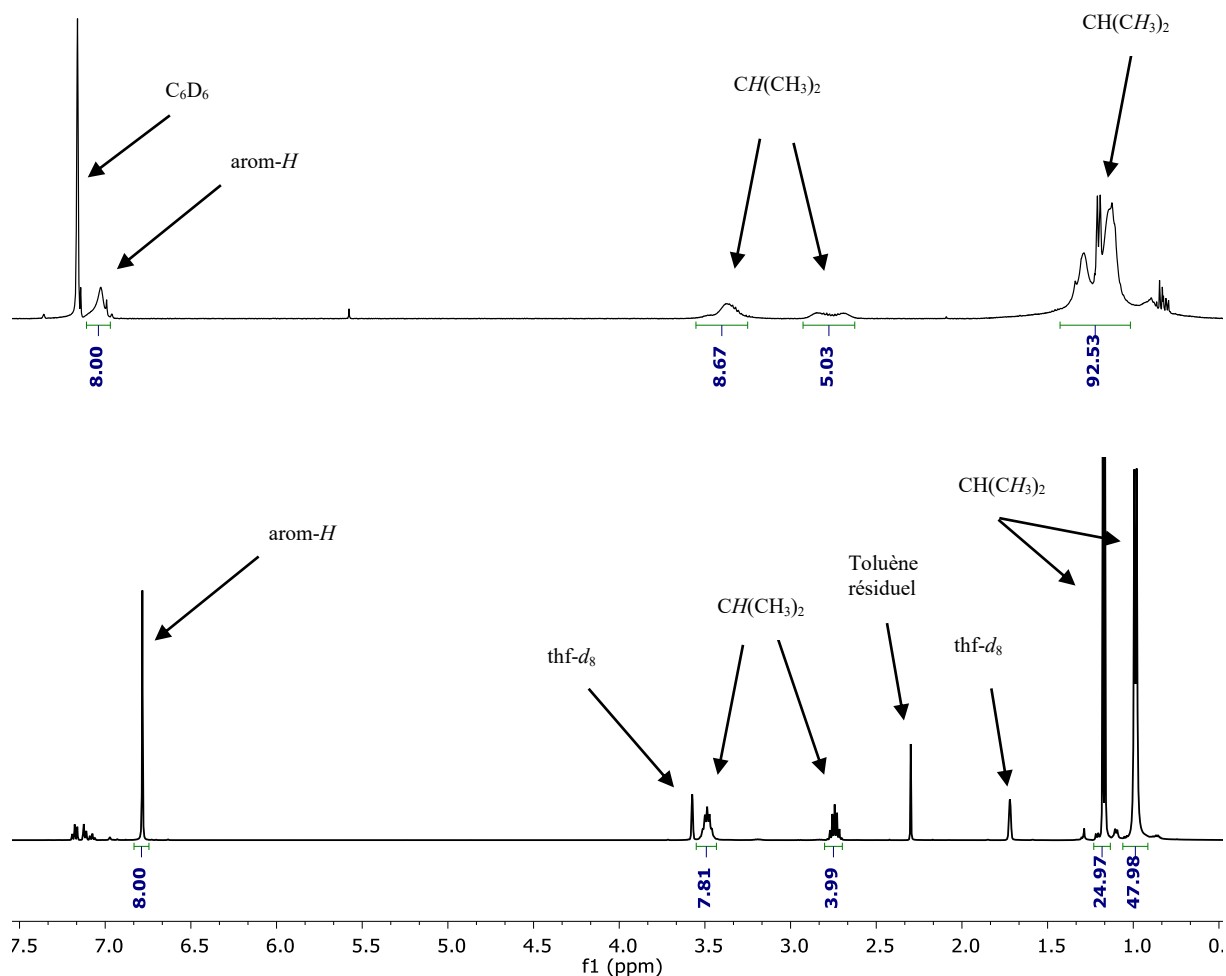 CH(CH₃)₂
C₆D₆
CH(CH₃)₂
arom-H
8.00
8.67
5.03
92.53
CH(CH₃)₂
arom-H
Toluène
résiduel
CH(CH₃)₂
thf-d₈
thf-d₈
8.00
7.81
3.99
24.97
47.98
7.5 7.0 6.5 6.0 5.5 5.0 4.5 4.0 3.5 3.0 2.5 2.0 1.5 1.0 0.
f1 (ppm)